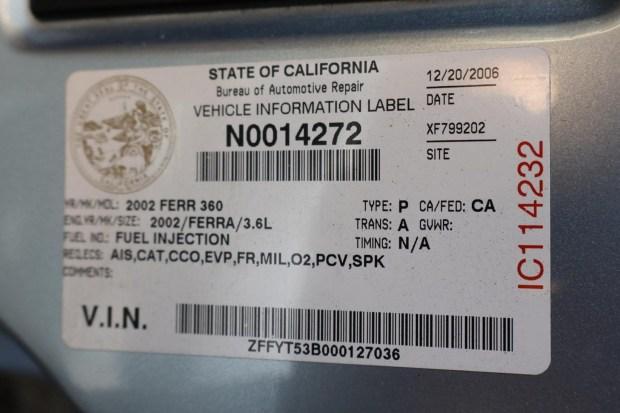 STATE OF CALIFORNIA
Bureau of Automotive Repair
VEHICLE INFORMATION LABEL
N0014272
12/20/2006
DATE
XF799202
SITE
IC114232
YR/MK/MDL: 2002 FERR 360
ENG.YR/MK/SIZE: 2002/FERRA/3.6L
FUEL IND.: FUEL INJECTION
REQ.ECS: AIS,CAT,CCO,EVP,FR,MIL,O2,PCV,SPK
COMMENTS:
TYPE: P CA/FED: CA
TRANS: A GVWR:
TIMING: N/A
V.I.N.
ZFFYT53B000127036